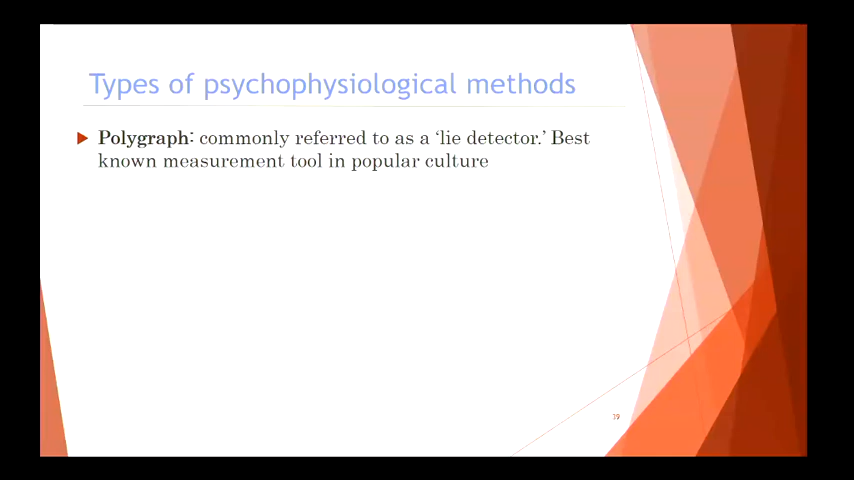 Types of psychophysiological methods
Polygraph: commonly referred to as a ‘lie detector.’ Best
known measurement tool in popular culture
19